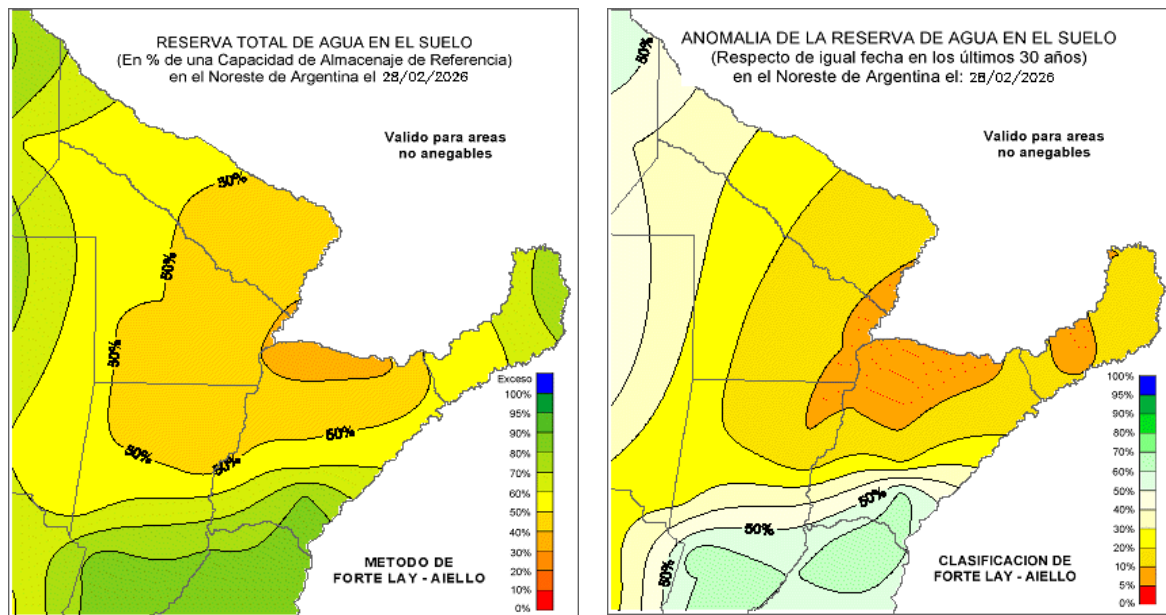 RESERVA TOTAL DE AGUA EN EL SUELO
(En % de una Capacidad de Almacenaje de Referencia)
en el Noreste de Argentina el 28/02/2026
Valido para areas
no anegables
50%
50%
50%
50%
50%
50%
Exceso
100%
95%
90%
80%
70%
60%
50%
40%
30%
20%
10%
0%
METODO DE
FORTE LAY - AIELLO
ANOMALIA DE LA RESERVA DE AGUA EN EL SUELO
(Respecto de igual fecha en los últimos 30 años)
en el Noreste de Argentina el: 28/02/2026
Valido para areas
no anegables
50%
50%
50%
50%
100%
95%
90%
80%
70%
60%
50%
40%
30%
20%
10%
5%
0%
CLASIFICACION DE
FORTE LAY - AIELLO